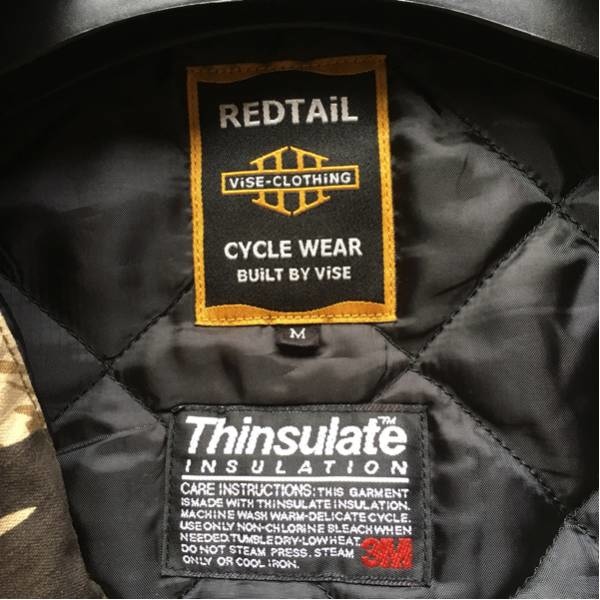 REDTAiL
ViSE-CLOTHiNG
CYCLE WEAR
BUiLT BY ViSE
M
Thinsulate™
INSULATION
CARE INSTRUCTIONS: THIS GARMENT
IS MADE WITH THINSULATE INSULATION.
MACHINE WASH WARM-DELICATE CYCLE.
USE ONLY NON-CHLORINE BLEACH WHEN
NEEDED. TUMBLE DRY-LOW HEAT.
DO NOT STEAM PRESS. STEAM
ONLY OR COOL IRON.
3M